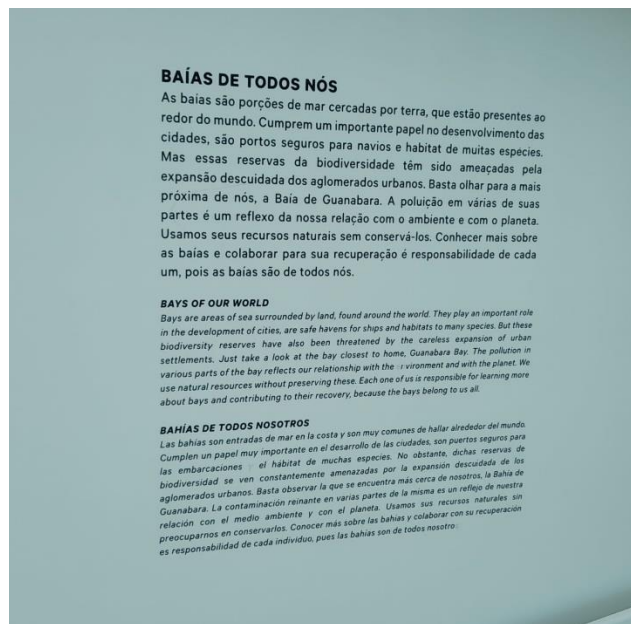 BAÍAS DE TODOS NÓS
As baias são porções de mar cercadas por terra, que estão presentes ao
redor do mundo. Cumprem um importante papel no desenvolvimento das
cidades, são portos seguros para navios e habitat de muitas espécies.
Mas essas reservas da biodiversidade têm sido ameaçadas pela
expansão descuidada dos aglomerados urbanos. Basta olhar para a mais
próxima de nós, a Baía de Guanabara. A poluição em várias de suas
partes é um reflexo da nossa relação com o ambiente e com o planeta.
Usamos seus recursos naturais sem conservá-los. Conhecer mais sobre
as baías e colaborar para sua recuperação é responsabilidade de cada
um, pois as baías são de todos nós.
BAYS OF OUR WORLD
Bays are areas of sea surrounded by land, found around the world. They play an important role
in the development of cities, are safe havens for ships and habitats to many species. But these
biodiversity reserves have also been threatened by the careless expansion of urban
settlements. Just take a look at the bay closest to home, Guanabara Bay. The pollution in
various parts of the bay reflects our relationship with the vironment and with the planet. We
use natural resources without preserving these. Each one of us is responsible for learning more
about bays and contributing to their recovery, because the bays belong to us all.
BAHÍAS DE TODOS NOSOTROS
Las bahías son entradas de mar en la costa y son muy comunes de hallar alrededor del mundo.
Cumplen un papel muy importante en el desarrollo de las ciudades, son puertos seguros para
las embarcaciones el hábitat de muchas especies. No obstante, dichas reservas de
biodiversidad se ven constantemente amenazadas por la expansión descuidada de los
aglomerados urbanos. Basta observar la que se encuentra más cerca de nosotros, la Bahía de
Guanabara. La contaminación reinante en varias partes de la misma es un reflejo de nuestra
relación con el medio ambiente y con el planeta. Usamos sus recursos naturales sin
preocuparnos en conservarlos. Conocer más sobre las bahías y colaborar con su recuperación
es responsabilidad de cada individuo, pues las bahías son de todos nosotro